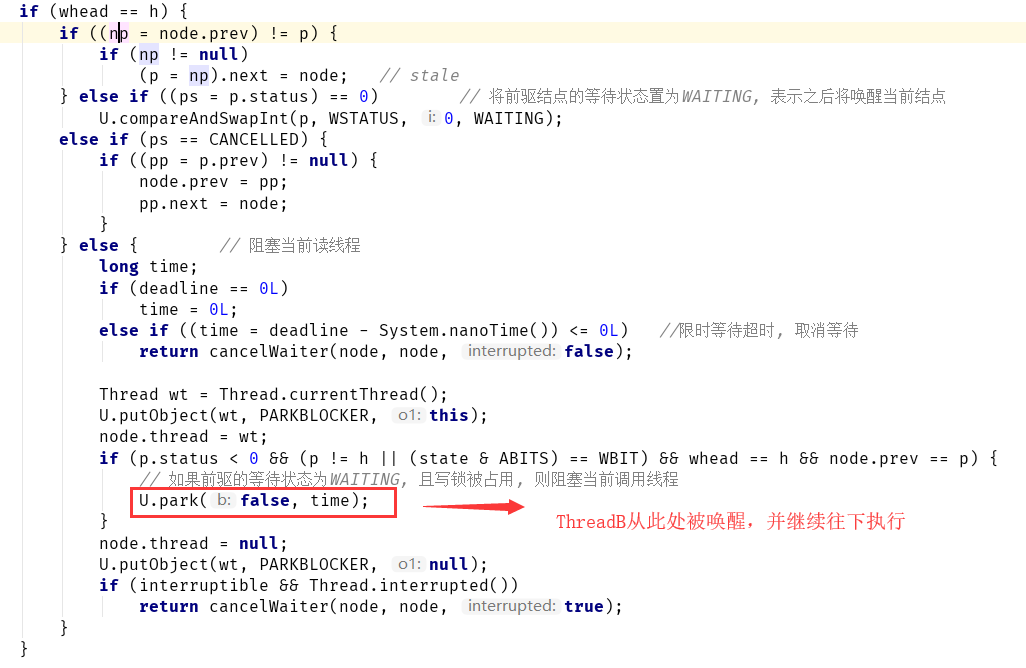 if (whead == h) {
    if ((np = node.prev) != p) {
        if (np != null)
            (p = np).next = node;   // stale
    } else if ((ps = p.status) == 0)        // 将前驱结点的等待状态置为WAITING, 表示之后将唤醒当前结点
        U.compareAndSwapInt(p, WSTATUS, i: 0, WAITING);
    else if (ps == CANCELLED) {
        if ((pp = p.prev) != null) {
            node.prev = pp;
            pp.next = node;
        }
    } else {        // 阻塞当前读线程
        long time;
        if (deadline == 0L)
            time = 0L;
        else if ((time = deadline - System.nanoTime()) <= 0L)   //限时等待超时, 取消等待
            return cancelWaiter(node, node, interrupted: false);
        Thread wt = Thread.currentThread();
        U.putObject(wt, PARKBLOCKER, o1: this);
        node.thread = wt;
        if (p.status < 0 && (p != h || (state & ABITS) == WBIT) && whead == h && node.prev == p) {
            // 如果前驱的等待状态为WAITING, 且写锁被占用, 则阻塞当前调用线程
            U.park( b: false, time);
ThreadB从此处被唤醒，并继续往下执行
        }
        node.thread = null;
        U.putObject(wt, PARKBLOCKER, o1: null);
        if (interruptible && Thread.interrupted())
            return cancelWaiter(node, node, interrupted: true);
    }
}